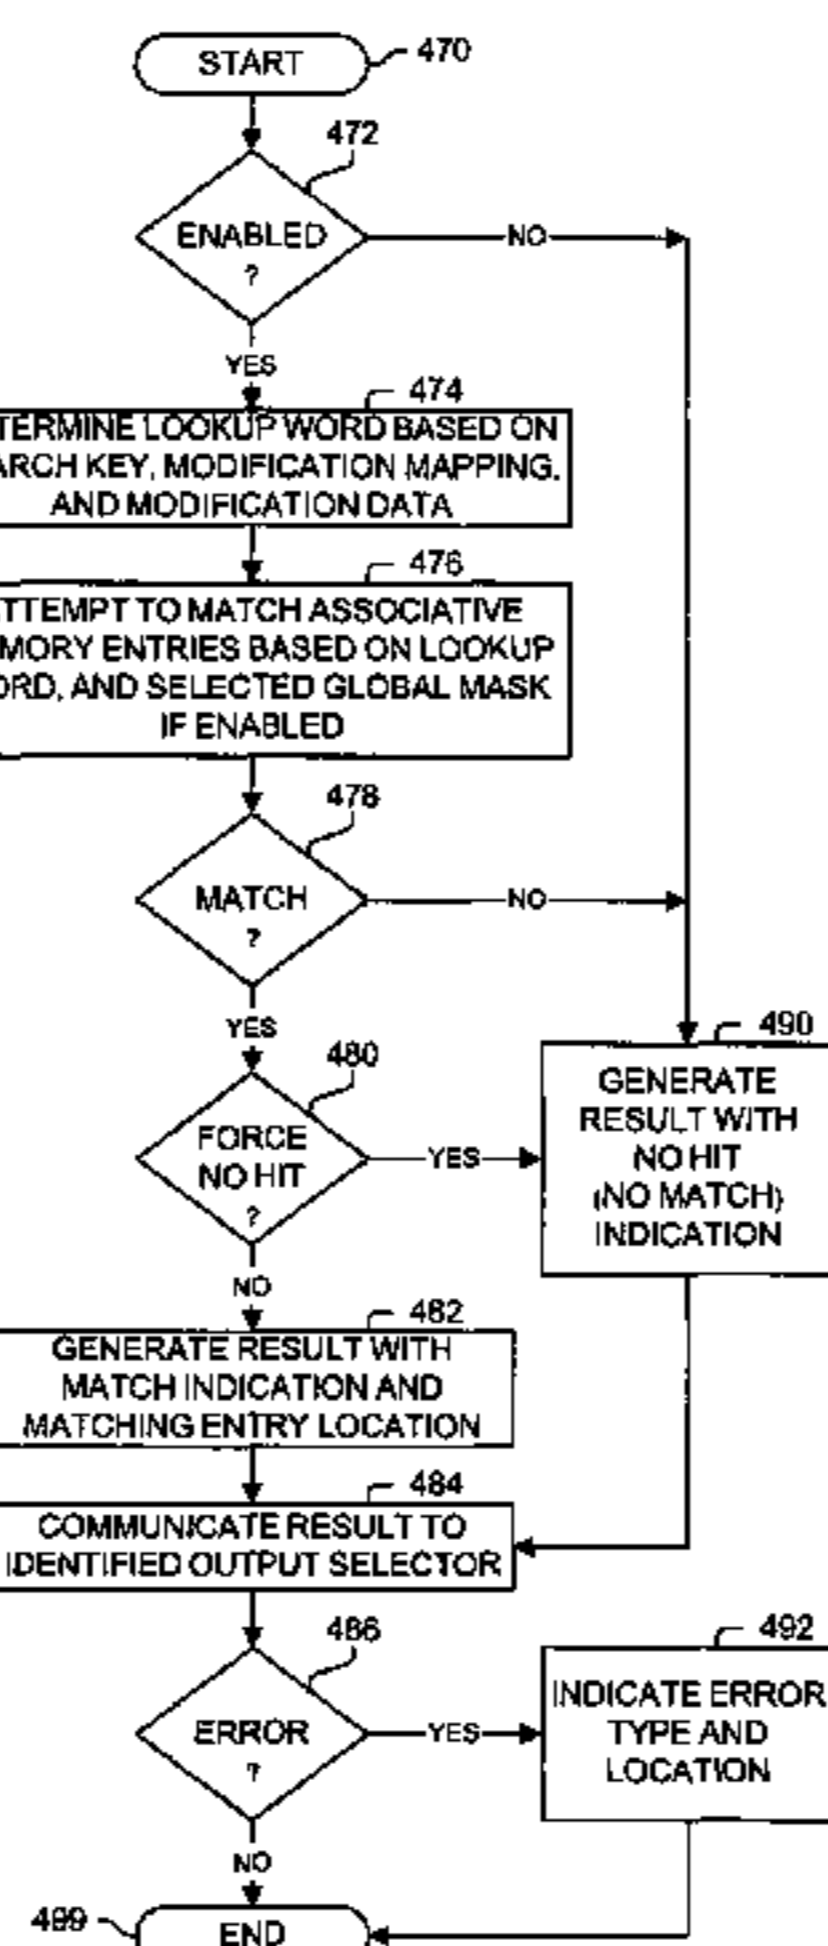 START
470
472
ENABLED
?
NO
YES
474
TERMINE LOOKUP WORD BASED ON
ARCH KEY, MODIFICATION MAPPING,
AND MODIFICATION DATA
476
TTEMPT TO MATCH ASSOCIATIVE
MORY ENTRIES BASED ON LOOKUP
ORD, AND SELECTED GLOBAL MASK
IF ENABLED
478
MATCH
?
NO
YES
480
FORCE
NO HIT
?
YES
490
GENERATE
RESULT WITH
NO HIT
(NO MATCH)
INDICATION
NO
482
GENERATE RESULT WITH
MATCH INDICATION AND
MATCHING ENTRY LOCATION
484
COMMUNICATE RESULT TO
IDENTIFIED OUTPUT SELECTOR
486
ERROR
?
YES
492
INDICATE ERROR
TYPE AND
LOCATION
NO
499
END